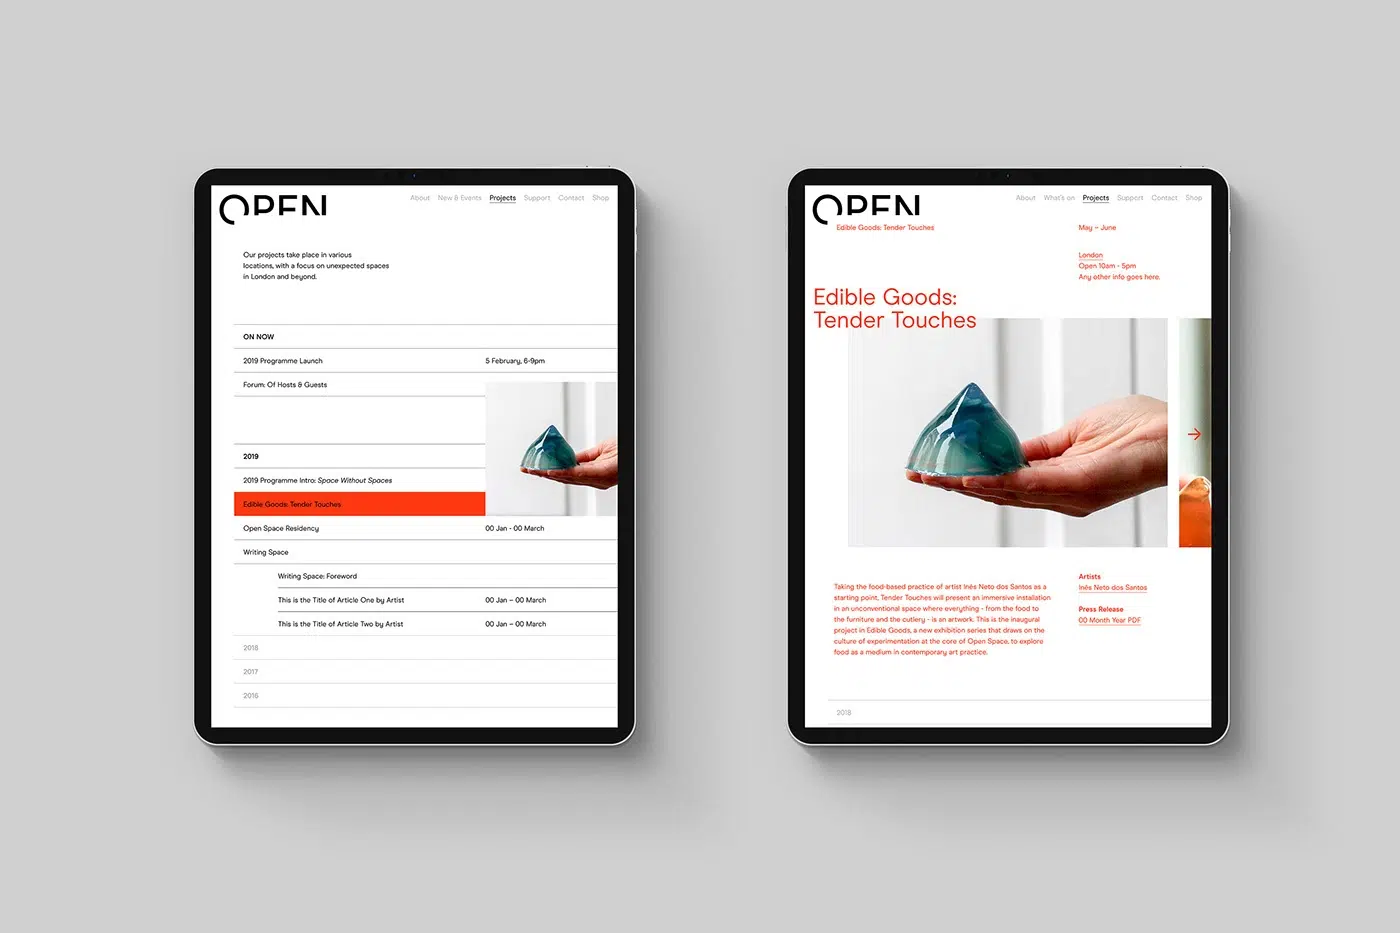 OPEN
About New & Events Projects Support Contact Shop
Our projects take place in various
locations, with a focus on unexpected spaces
in London and beyond.
ON NOW
2019 Programme Launch 5 February, 6-9pm
Forum: Of Hosts & Guests
2019
2019 Programme Intro: Space Without Spaces
Edible Goods: Tender Touches
Open Space Residency 00 Jan - 00 March
Writing Space
Writing Space: Foreword
This is the Title of Article One by Artist 00 Jan – 00 March
This is the Title of Article Two by Artist 00 Jan – 00 March
2018
2017
2016
OPEN
About What's on Projects Support Contact Shop
Edible Goods: Tender Touches May – June
London
Open 10am - 5pm
Any other info goes here.
Edible Goods:
Tender Touches
Taking the food-based practice of artist Inês Neto dos Santos as a
starting point, Tender Touches will present an immersive installation
in an unconventional space where everything - from the food to
the furniture and the cutlery - is an artwork. This is the inaugural
project in Edible Goods, a new exhibition series that draws on the
culture of experimentation at the core of Open Space, to explore
food as a medium in contemporary art practice.
Artists
Inês Neto dos Santos
Press Release
00 Month Year PDF
2018